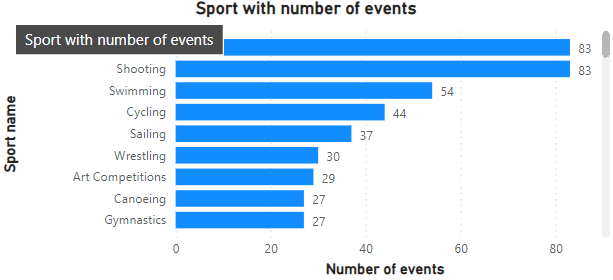 Sport with number of events
Sport with number of events
83
Shooting 83
Swimming 54
Cycling 44
Sailing 37
Wrestling 30
Art Competitions 29
Canoeing 27
Gymnastics 27
Sport name
0 20 40 60 80
Number of events